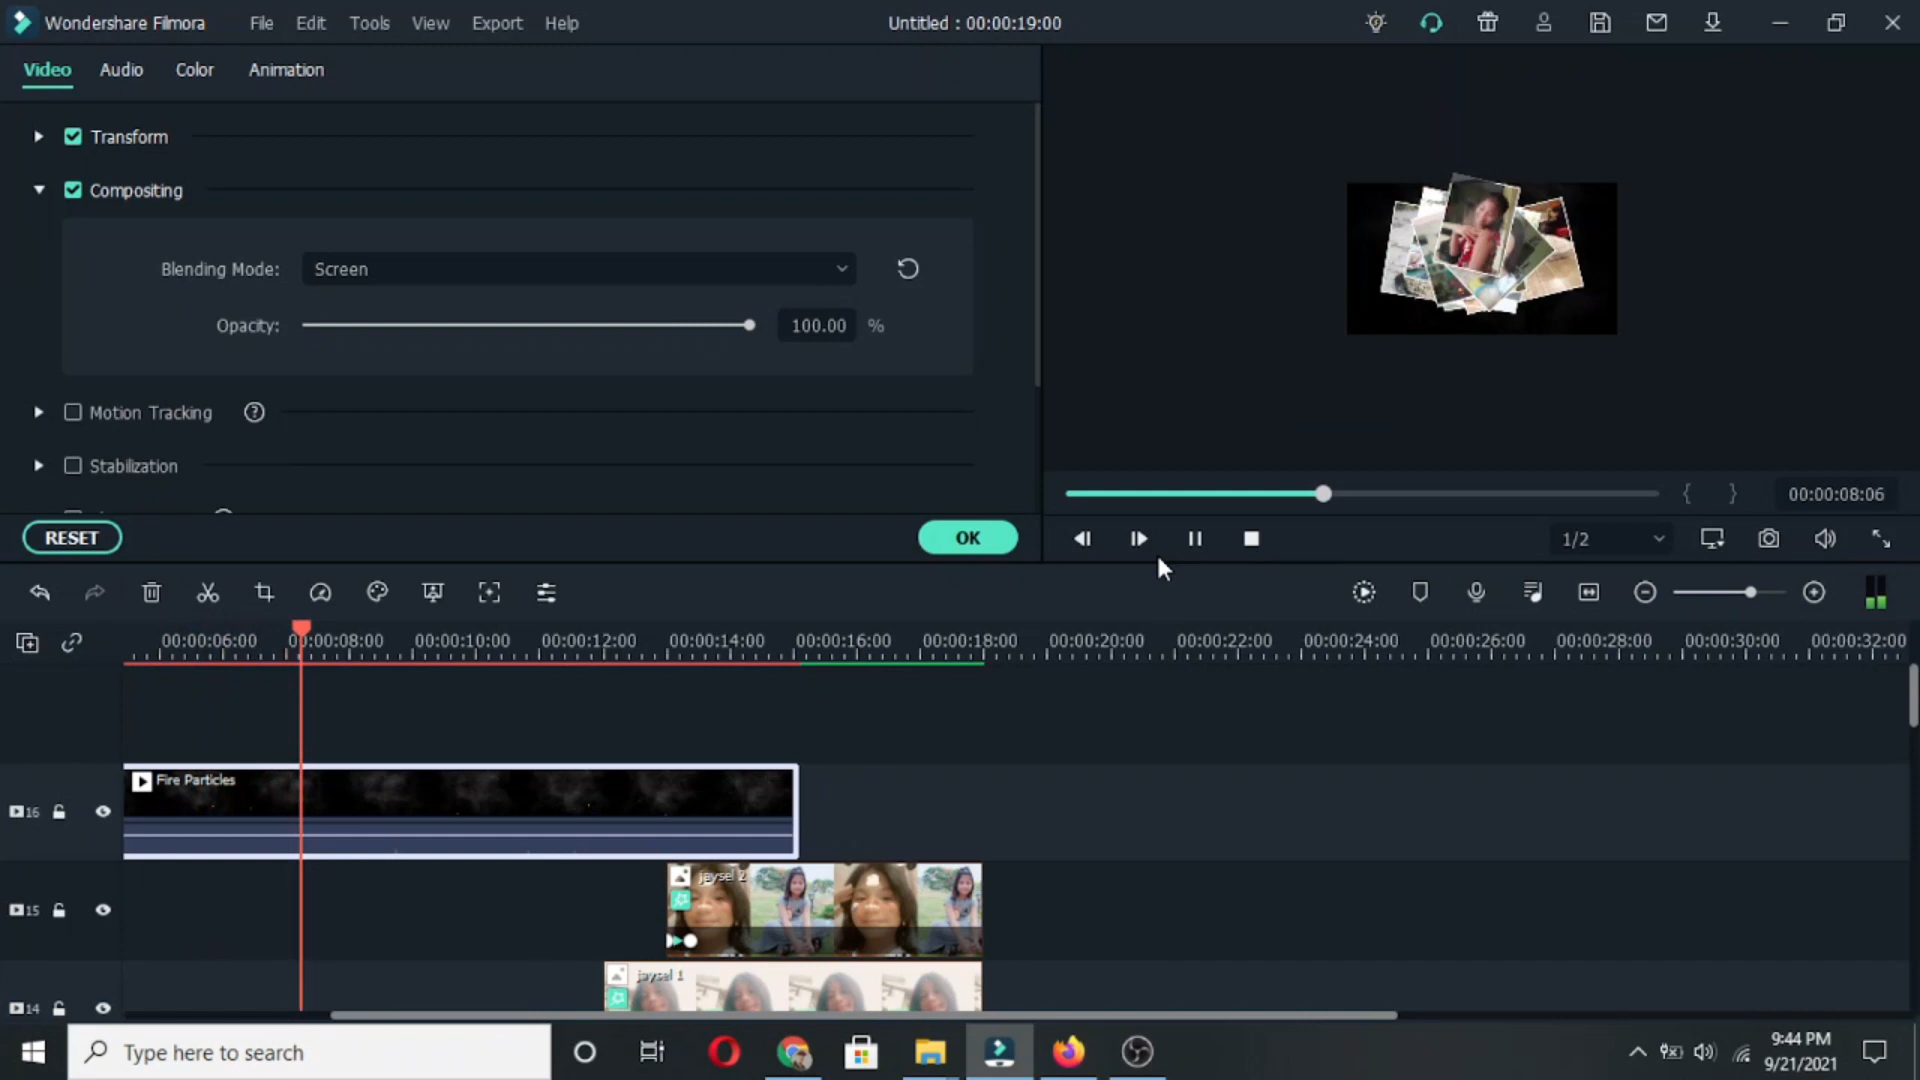 Wondershare Filmora File Edit Tools View Export Help Untitled : 00:00:19:00
Video Audio Color Animation
Transform
Compositing
Blending Mode: Screen
Opacity: 100.00 %
Motion Tracking
Stabilization
RESET OK
00:00:08:06
1/2
00:00:06:00 00:00:08:00 00:00:10:00 00:00:12:00 00:00:14:00 00:00:16:00 00:00:18:00 00:00:20:00 00:00:22:00 00:00:24:00 00:00:26:00 00:00:28:00 00:00:30:00 00:00:32:00
Fire Particles
16
jaysel 2
15
jaysel 1
14
Type here to search
9:44 PM
9/21/2021